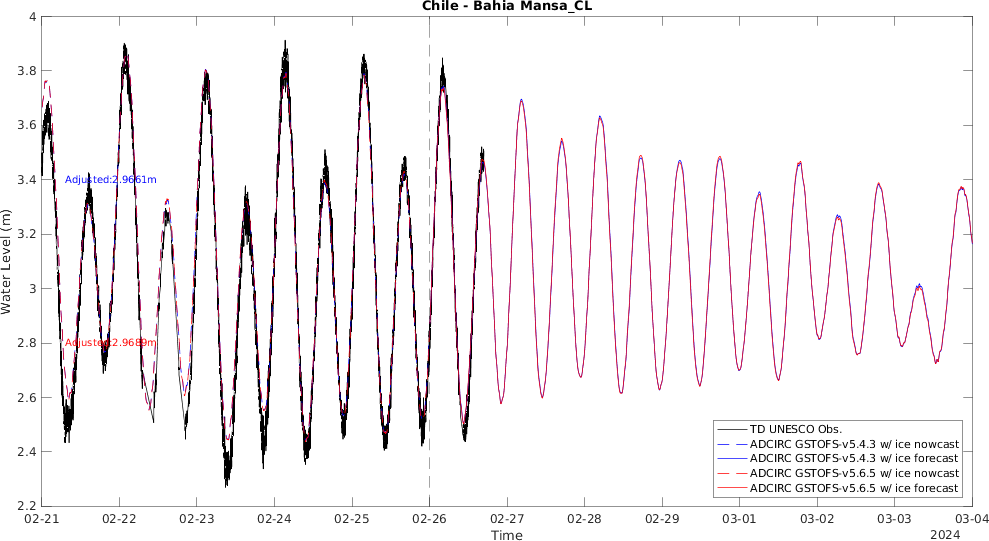 Chile - Bahia Mansa_CL
4
3.8
3.6
3.4
3.2
3
2.8
2.6
2.4
2.2
Water Level (m)
Adjusted:2.9661m
Adjusted:2.9689m
TD UNESCO Obs.
ADCIRC GSTOFS-v5.4.3 w/ ice nowcast
ADCIRC GSTOFS-v5.4.3 w/ ice forecast
ADCIRC GSTOFS-v5.6.5 w/ ice nowcast
ADCIRC GSTOFS-v5.6.5 w/ ice forecast
02-21 02-22 02-23 02-24 02-25 02-26 02-27 02-28 02-29 03-01 03-02 03-03 03-04
Time
2024